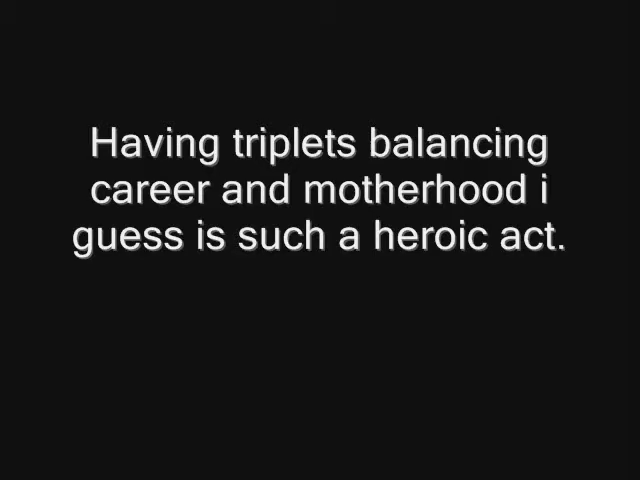 Having triplets balancing
career and motherhood i
guess is such a heroic act.